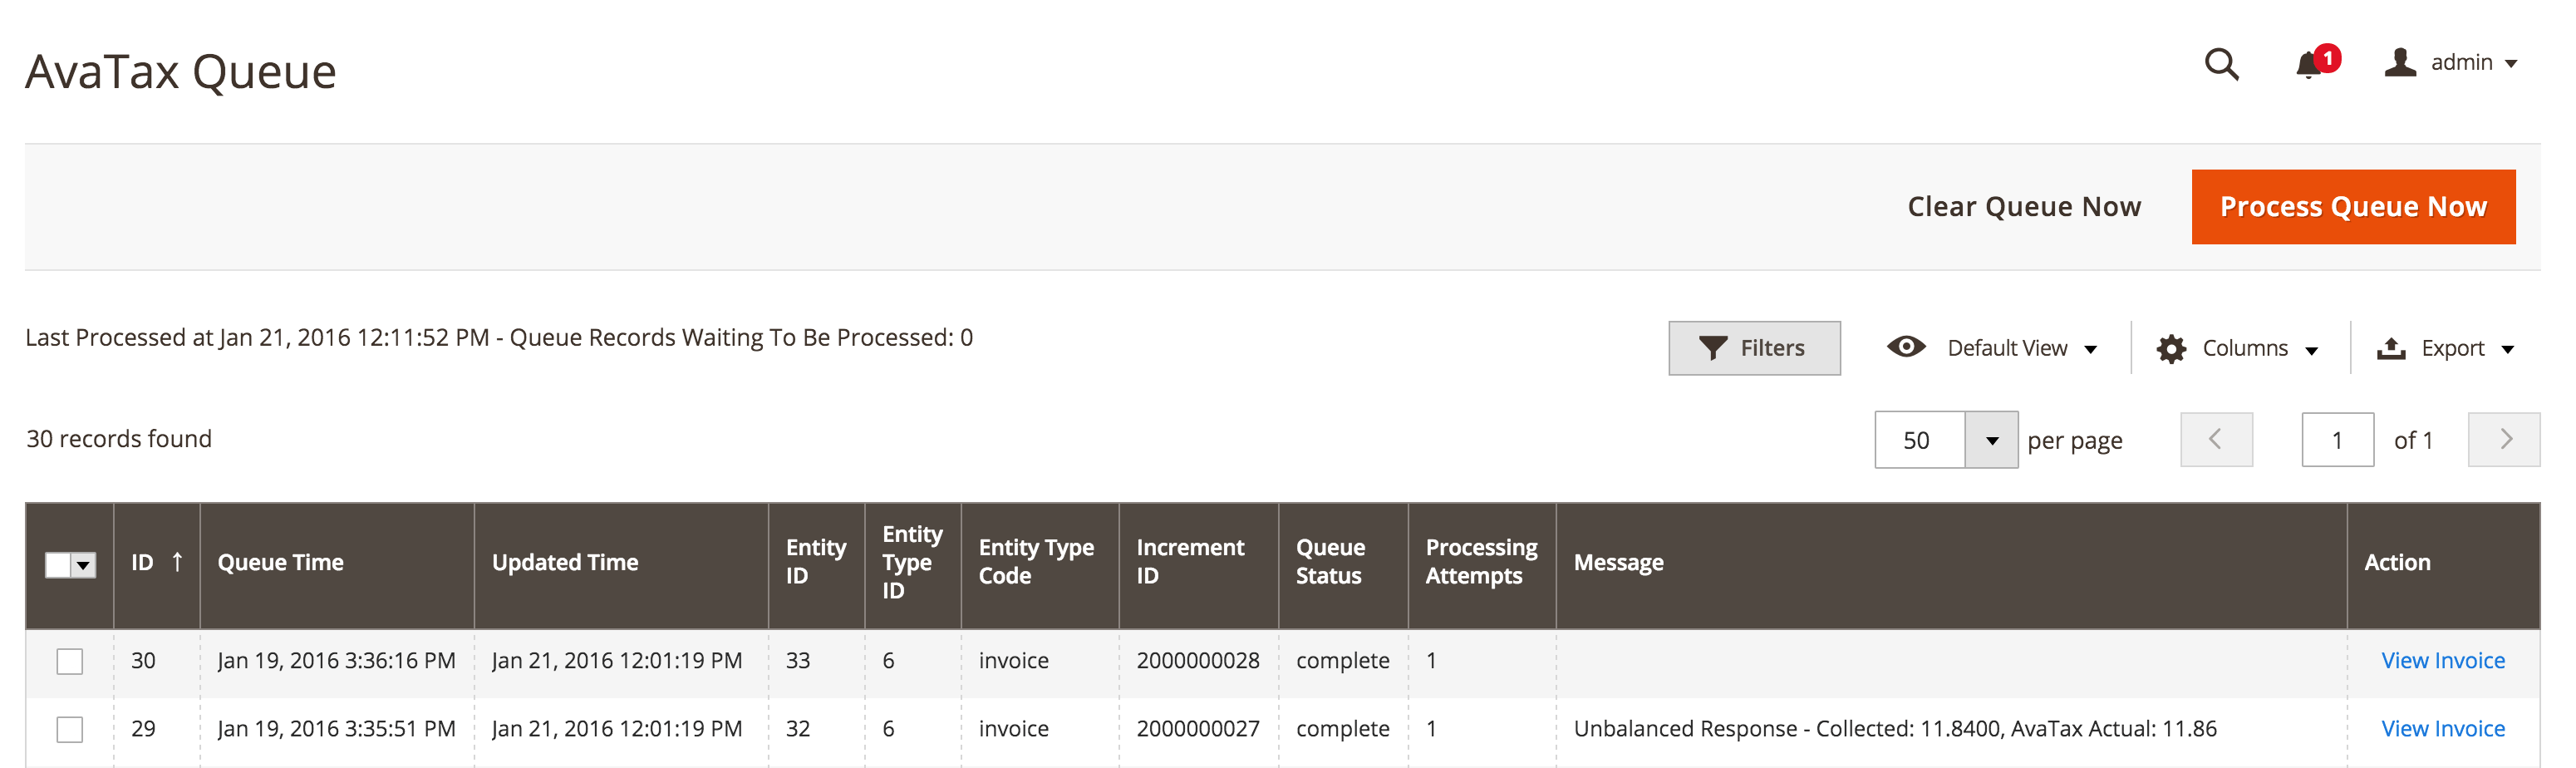 AvaTax Queue
1
admin
Clear Queue Now
Process Queue Now
Last Processed at Jan 21, 2016 12:11:52 PM - Queue Records Waiting To Be Processed: 0
Filters
Default View
Columns
Export
30 records found
50
per page
1
of 1
ID ↑
Queue Time
Updated Time
Entity
ID
Entity
Type
ID
Entity Type
Code
Increment
ID
Queue
Status
Processing
Attempts
Message
Action
30 Jan 19, 2016 3:36:16 PM Jan 21, 2016 12:01:19 PM 33 6 invoice 2000000028 complete 1 View Invoice
29 Jan 19, 2016 3:35:51 PM Jan 21, 2016 12:01:19 PM 32 6 invoice 2000000027 complete 1 Unbalanced Response - Collected: 11.8400, AvaTax Actual: 11.86 View Invoice